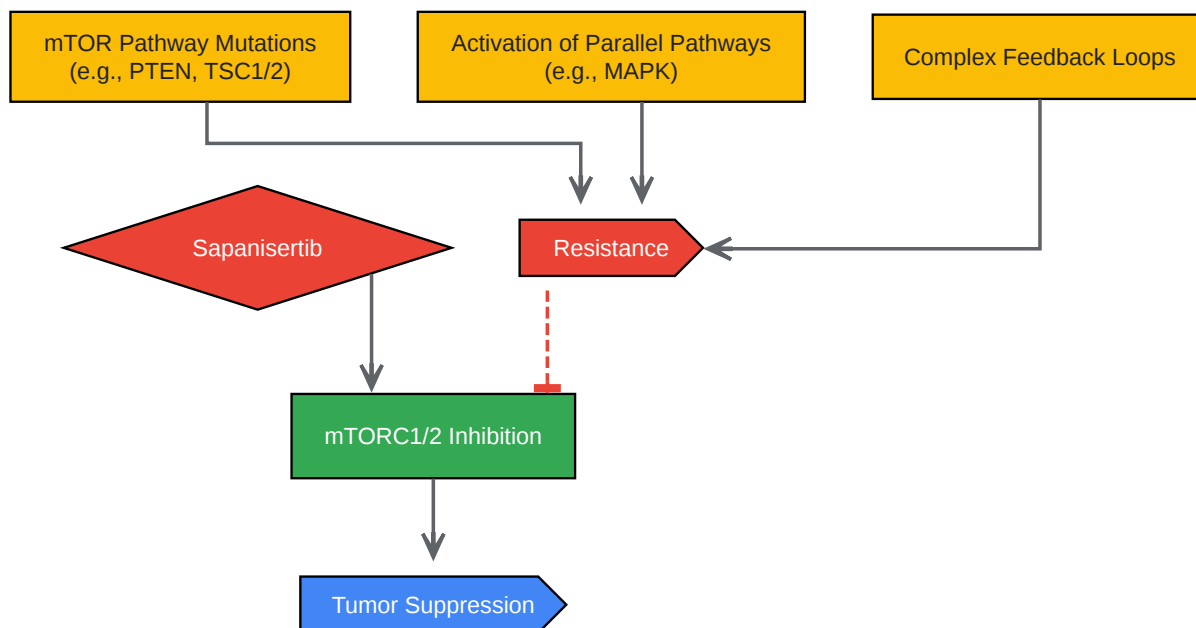 mTOR Pathway Mutations
(e.g., PTEN, TSC1/2)
Activation of Parallel Pathways
(e.g., MAPK)
Complex Feedback Loops
Sapanisertib
Resistance
mTORC1/2 Inhibition
Tumor Suppression